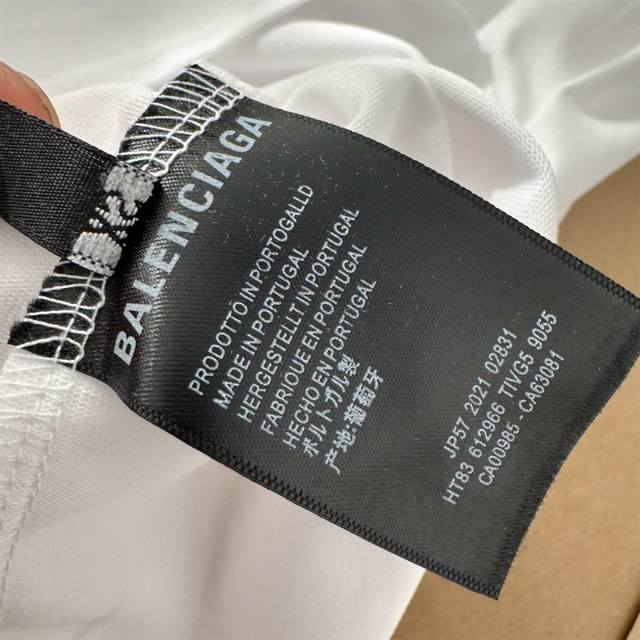 BALENCIAGA
PRODOTTO IN PORTOGALLD
MADE IN PORTUGAL
HERGESTELLT IN PORTUGAL
FABRIQUE EN PORTUGAL
HECHO EN PORTUGAL
ポルトガル製
产地:葡萄牙
JP57 2021 02831
HT83 612966 TIVG5 9055
CA00985 - CA63081